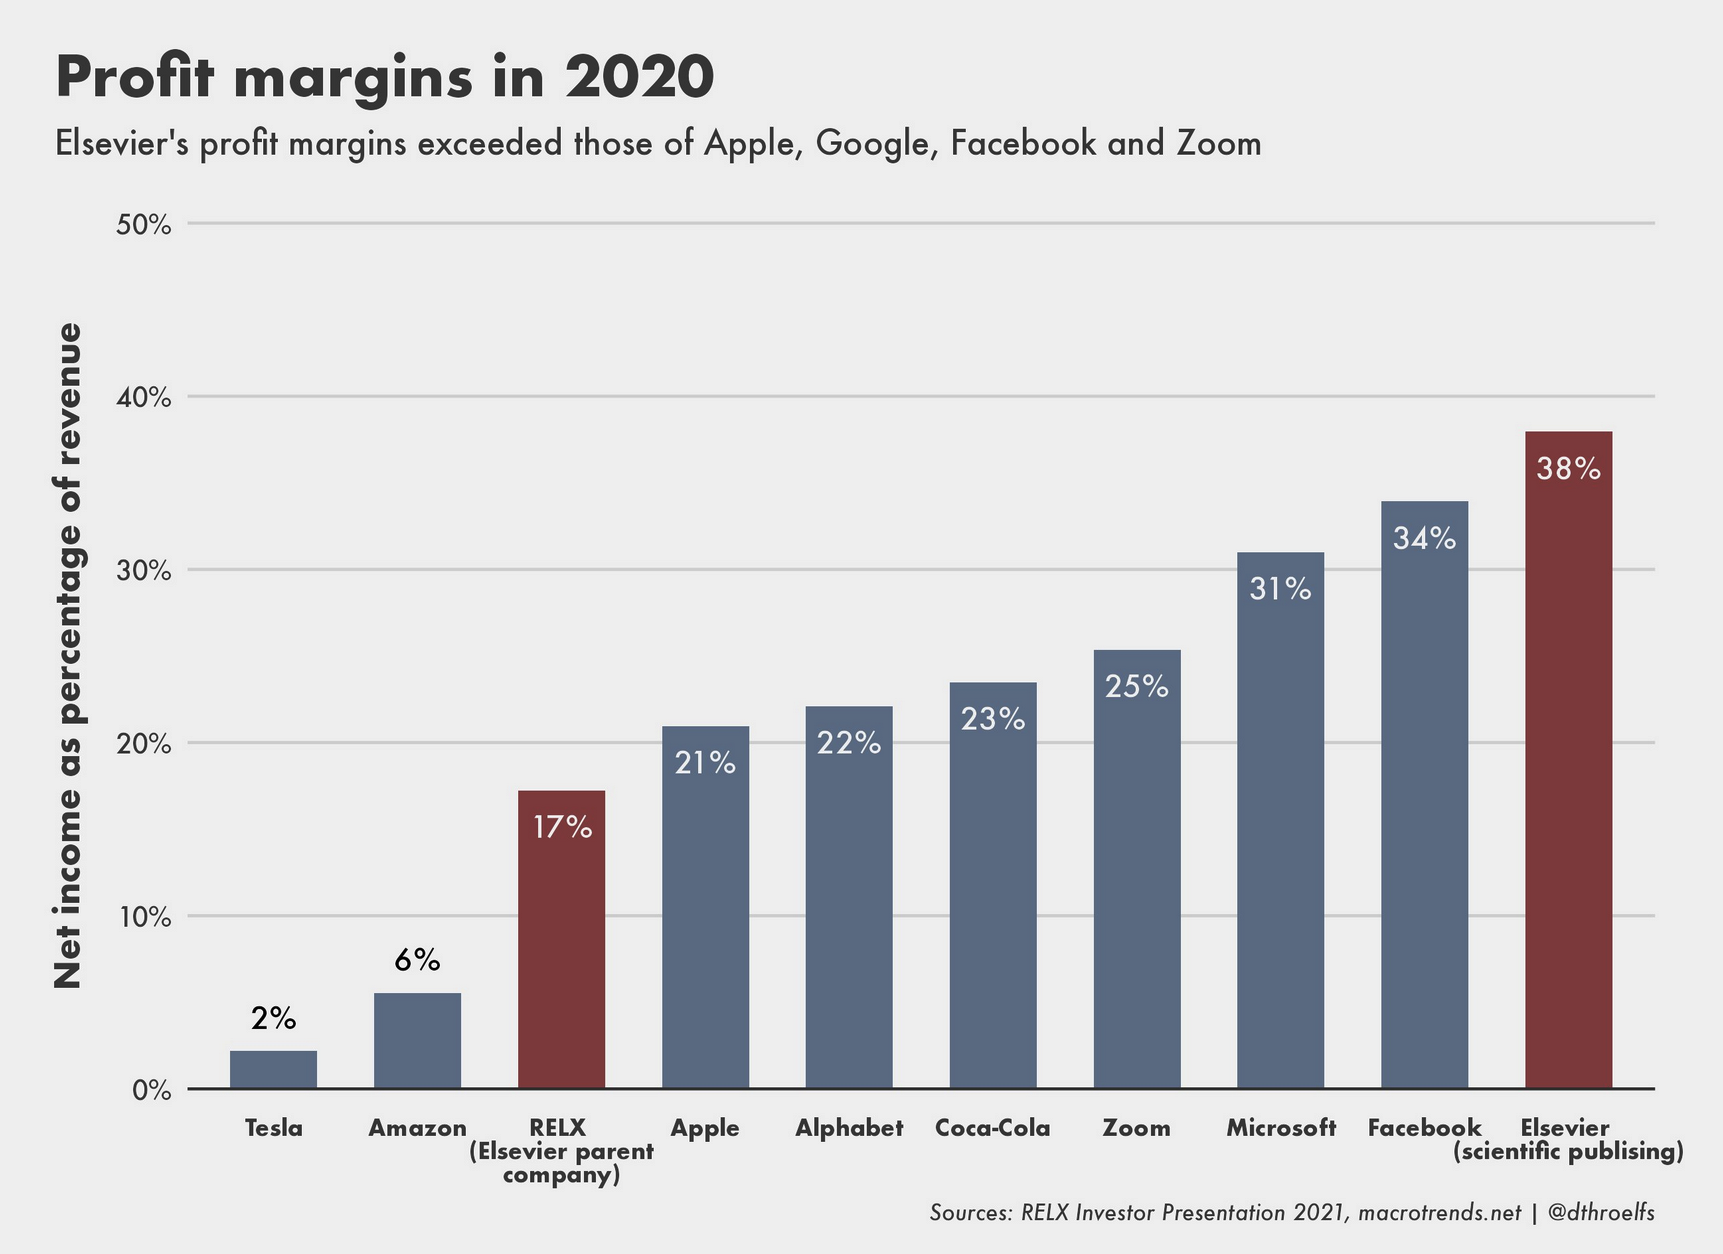 Profit margins in 2020
Elsevier's profit margins exceeded those of Apple, Google, Facebook and Zoom
Net income as percentage of revenue
50%
40%
30%
20%
10%
0%
2%
6%
17%
21%
22%
23%
25%
31%
34%
38%
Tesla
Amazon
RELX
(Elsevier parent
company)
Apple
Alphabet
Coca-Cola
Zoom
Microsoft
Facebook
Elsevier
(scientific publising)
Sources: RELX Investor Presentation 2021, macrotrends.net | @dthroelfs